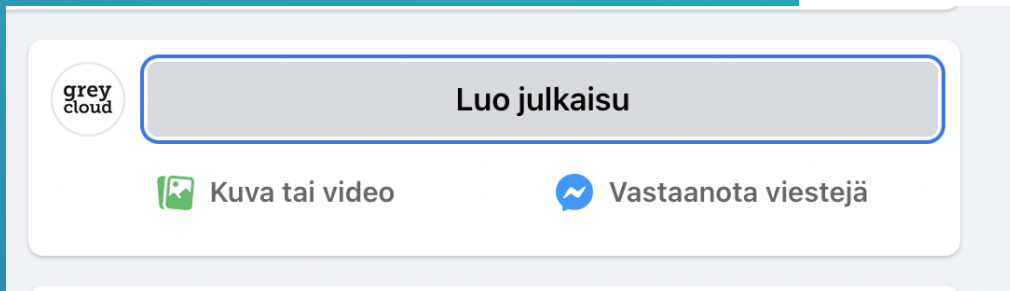 grey
cloud
Luo julkaisu
Kuva tai video
Vastaanota viestejä